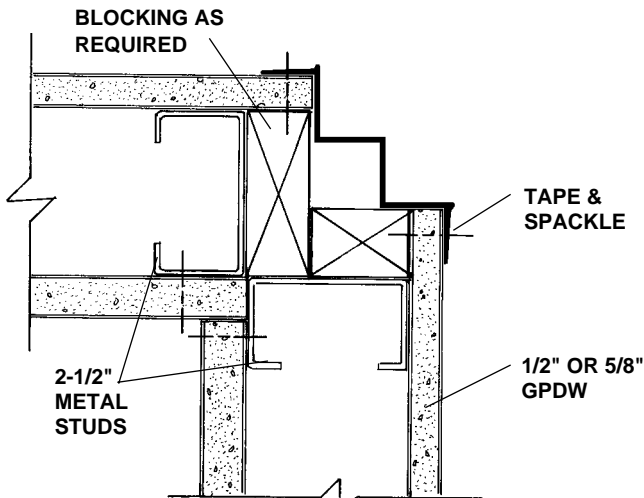 BLOCKING AS
REQUIRED
TAPE &
SPACKLE
2-1/2"
METAL
STUDS
1/2" OR 5/8"
GPDW